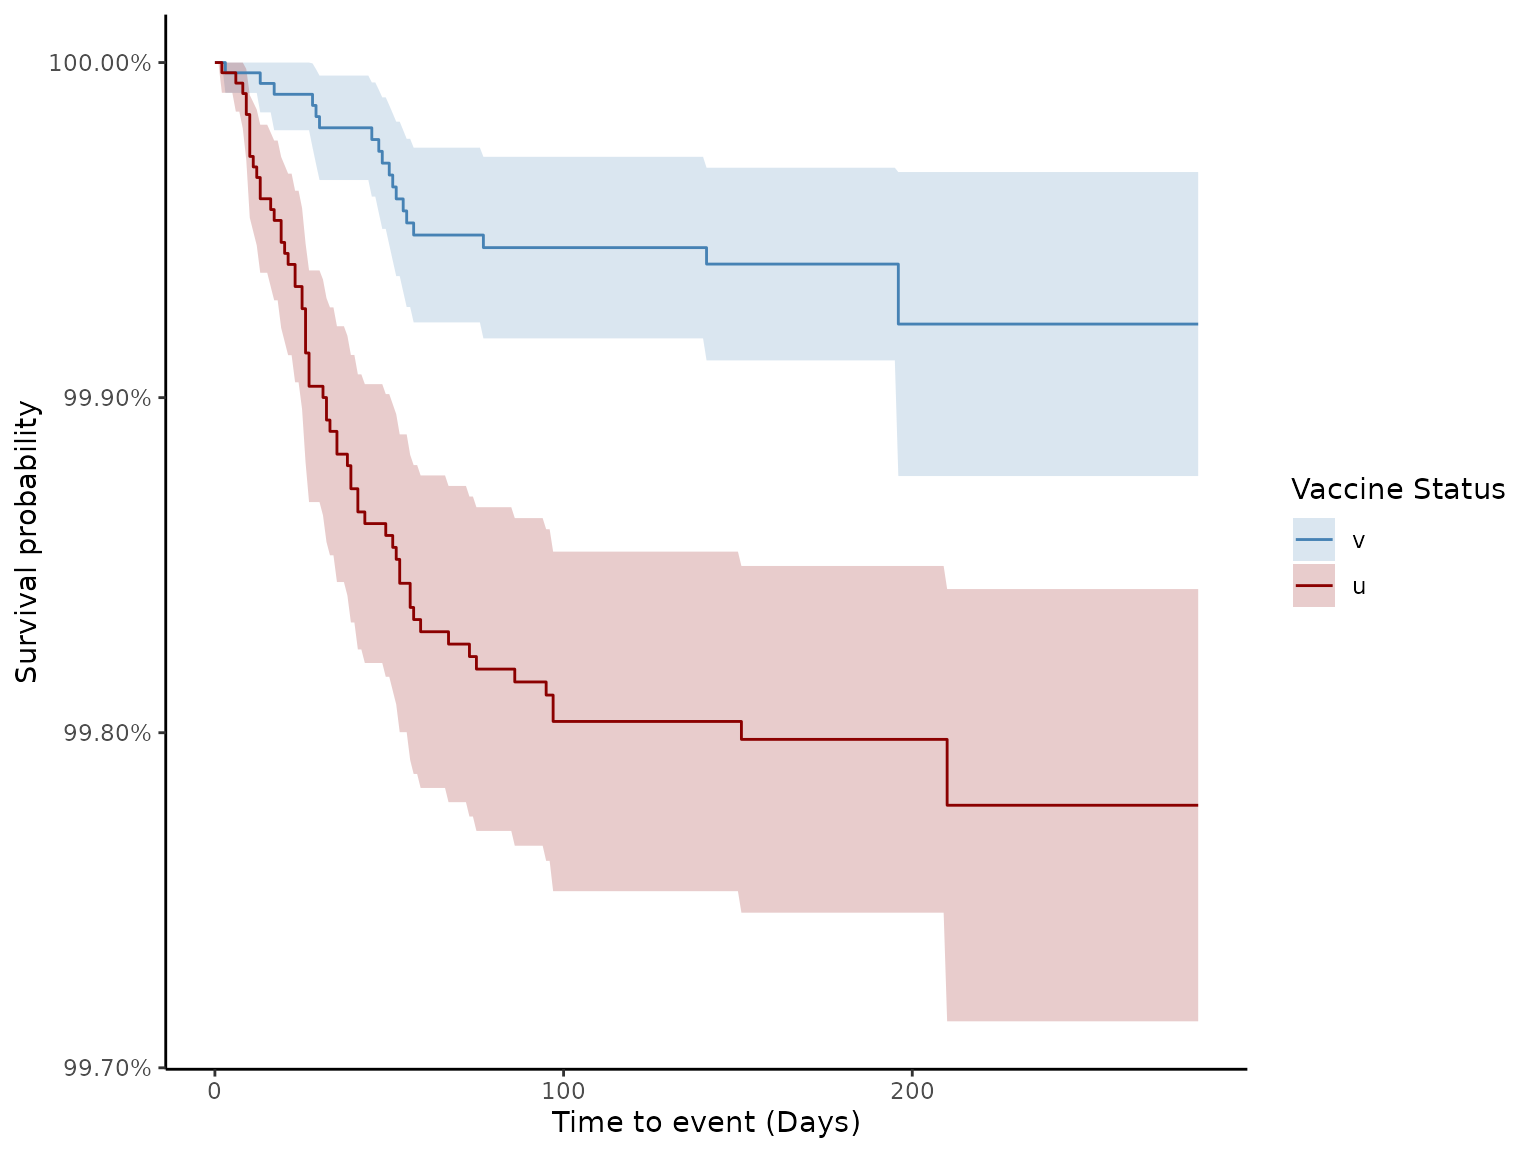 100.00%
99.90%
99.80%
99.70%
Survival probability
0
100
200
Time to event (Days)
Vaccine Status
v
u